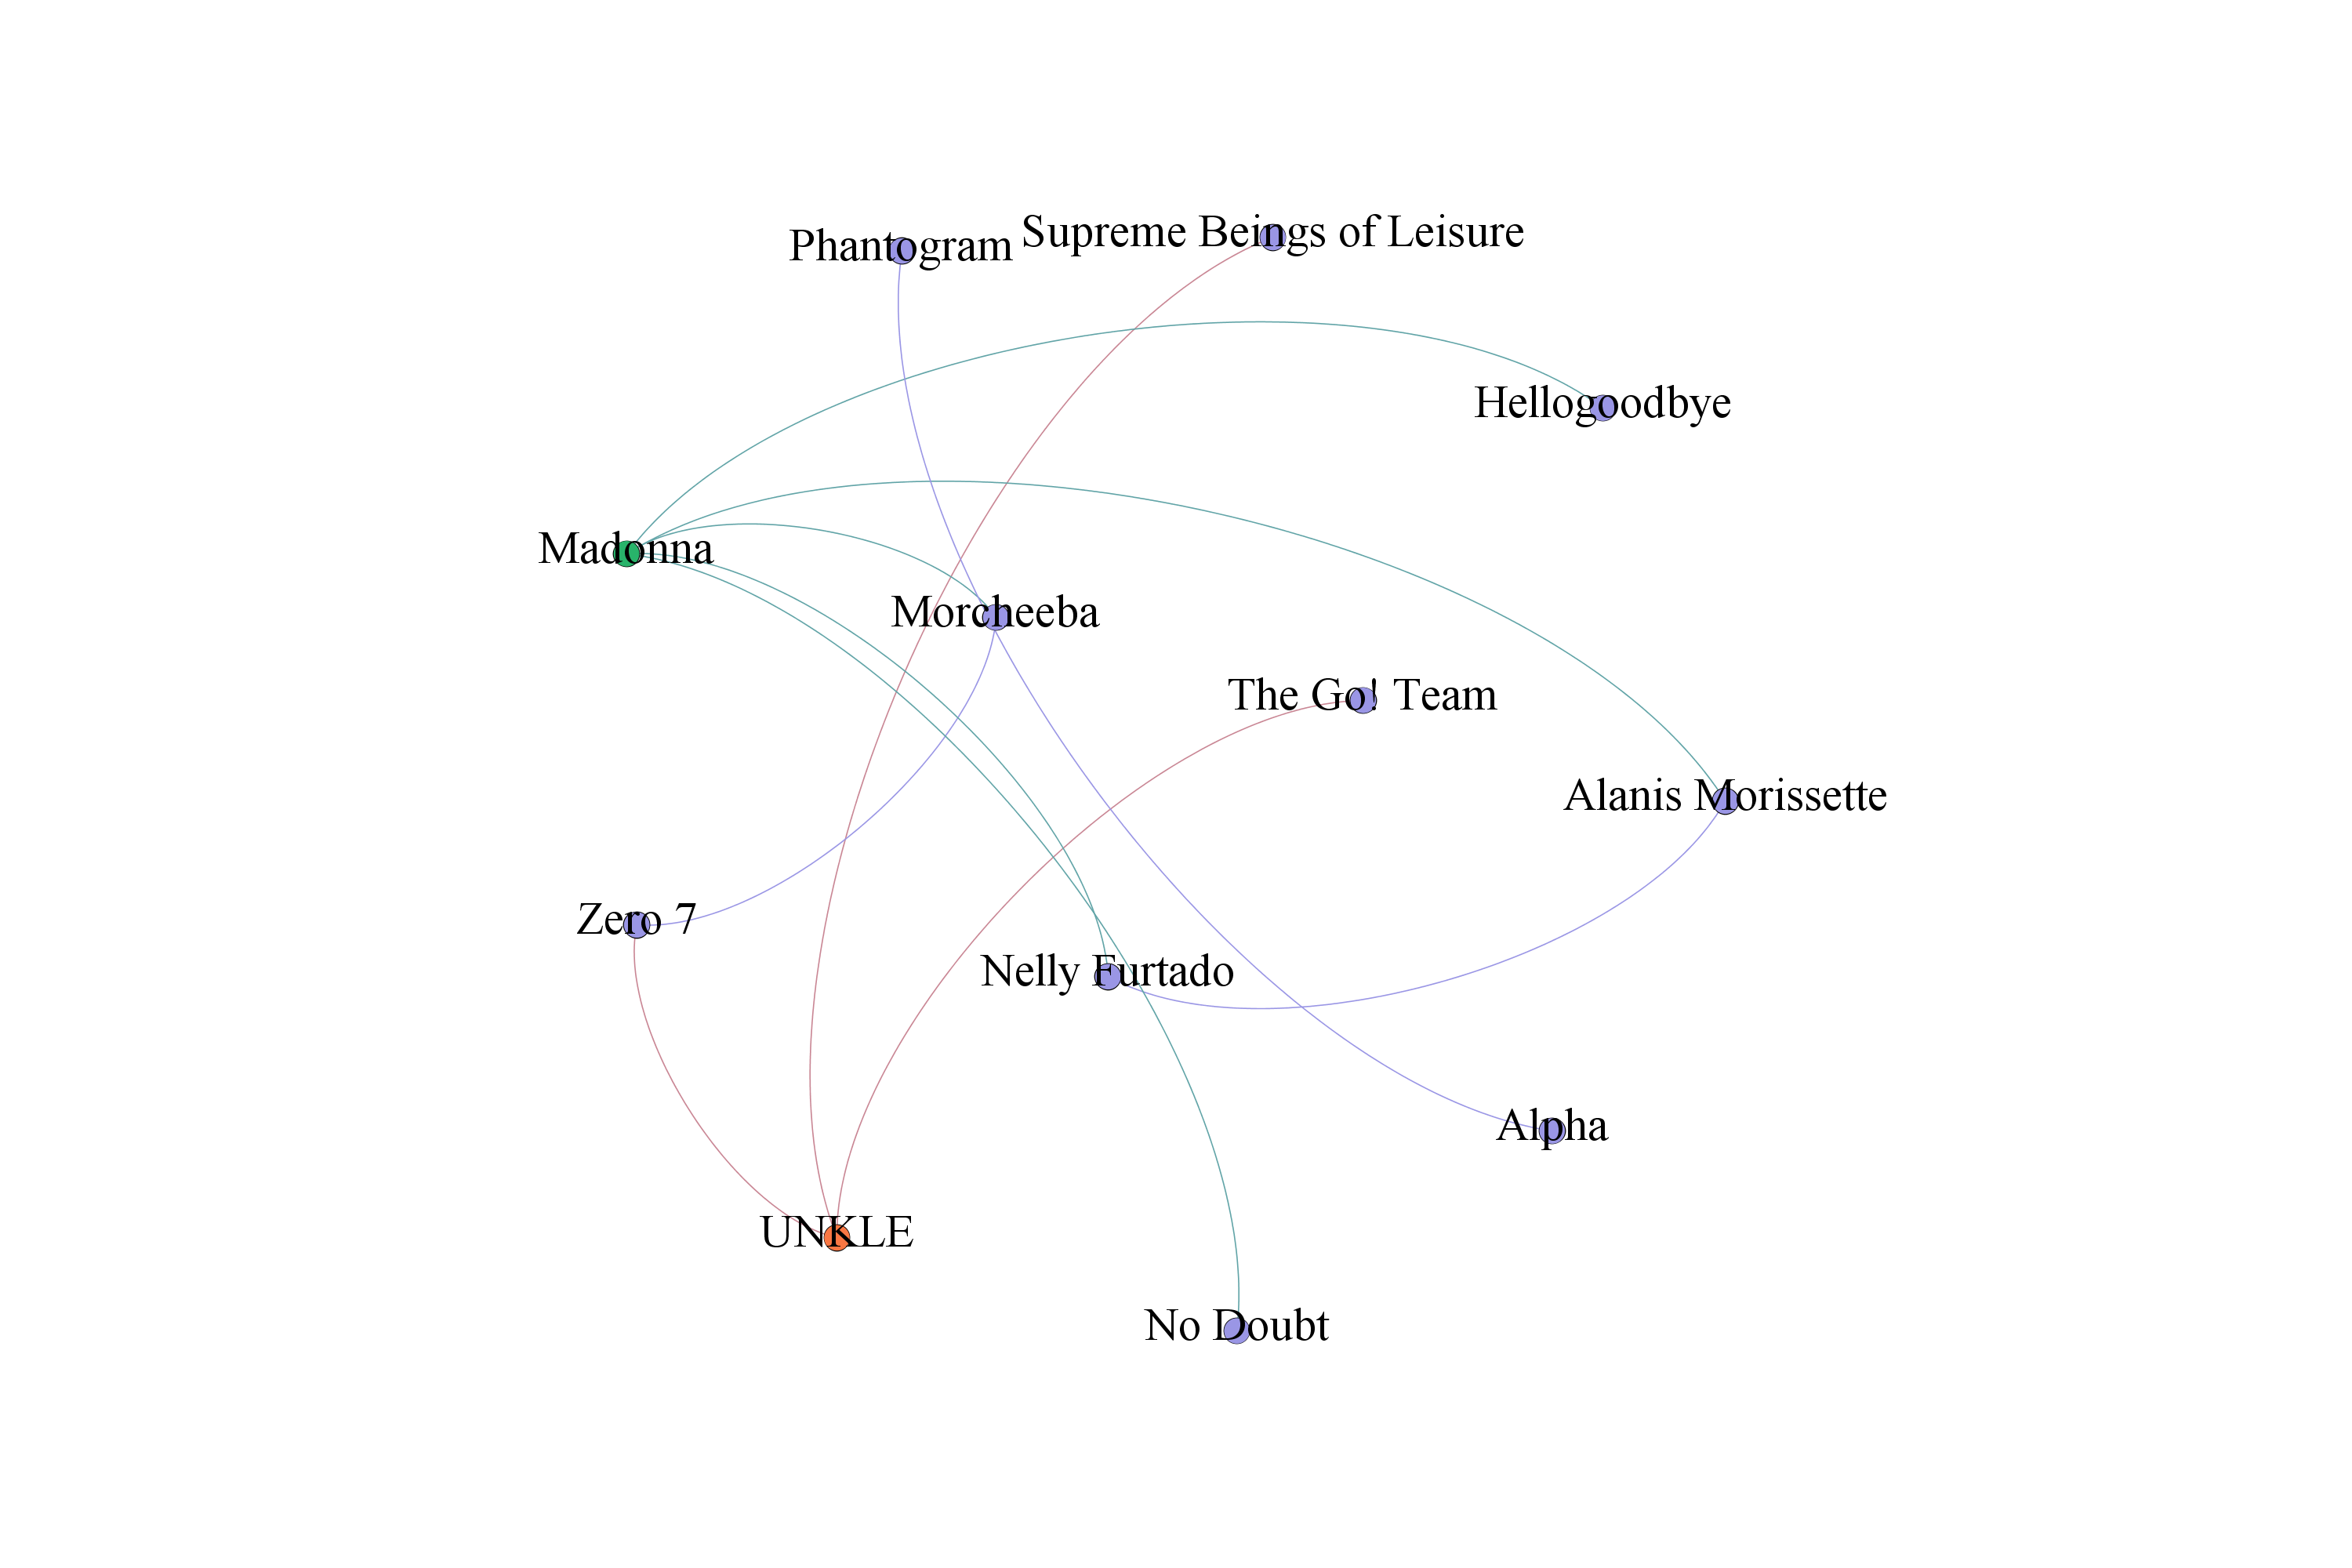 Supreme Beings of Leisure
Phantogram
Hellogoodbye
Madonna
Morcheeba
The Go! Team
Alanis Morissette
Zero 7
Nelly Furtado
Alpha
UNKLE
No Doubt